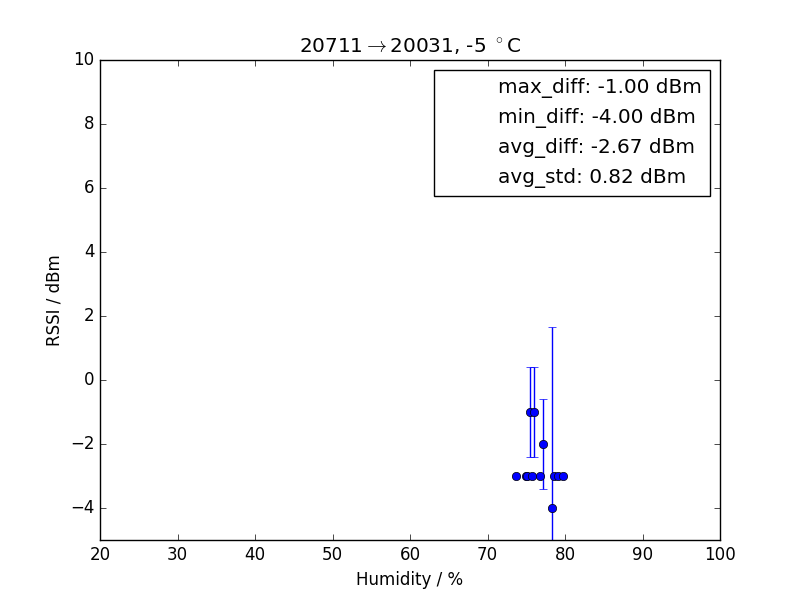 20711→20031, -5 °C
max_diff: -1.00 dBm
min_diff: -4.00 dBm
avg_diff: -2.67 dBm
avg_std: 0.82 dBm
10
8
6
4
2
0
−2
−4
RSSI / dBm
20 30 40 50 60 70 80 90 100
Humidity / %